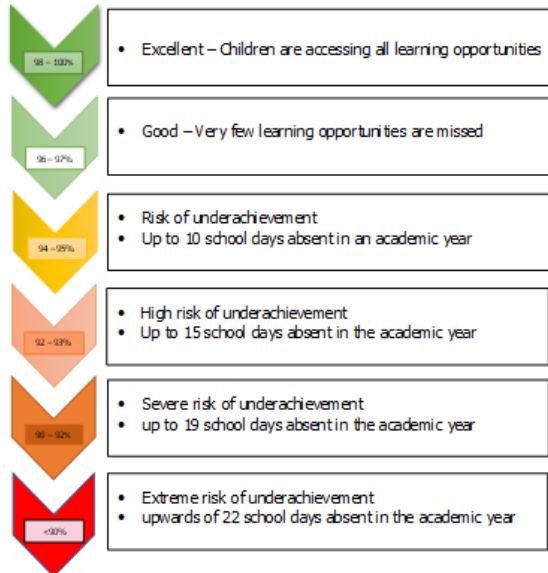 98 – 100%
• Excellent – Children are accessing all learning opportunities
96 – 97%
• Good – Very few learning opportunities are missed
94 – 95%
• Risk of underachievement
• Up to 10 school days absent in an academic year
92 – 93%
• High risk of underachievement
• Up to 15 school days absent in the academic year
90 – 92%
• Severe risk of underachievement
• up to 19 school days absent in the academic year
<90%
• Extreme risk of underachievement
• upwards of 22 school days absent in the academic year